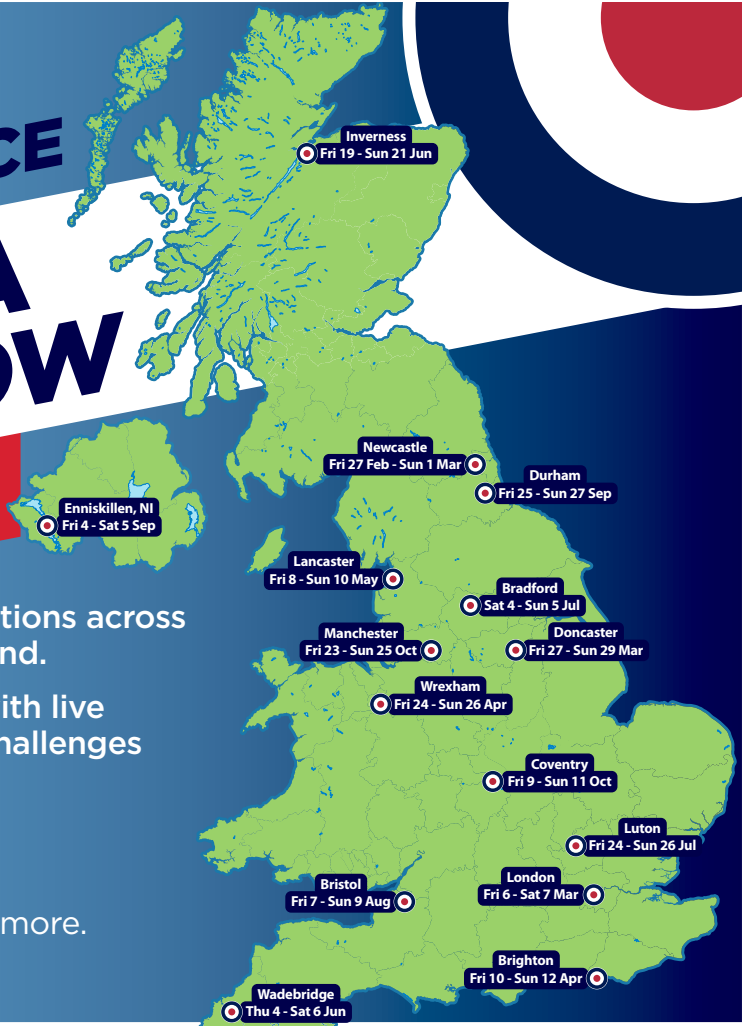 CE
A
OW
Inverness
Fri 19 - Sun 21 Jun
Newcastle
Fri 27 Feb - Sun 1 Mar
Durham
Fri 25 - Sun 27 Sep
Enniskillen, NI
Fri 4 - Sat 5 Sep
Lancaster
Fri 8 - Sun 10 May
Bradford
Sat 4 - Sun 5 Jul
Manchester
Fri 23 - Sun 25 Oct
Doncaster
Fri 27 - Sun 29 Mar
Wrexham
Fri 24 - Sun 26 Apr
Coventry
Fri 9 - Sun 11 Oct
Luton
Fri 24 - Sun 26 Jul
London
Fri 6 - Sat 7 Mar
Bristol
Fri 7 - Sun 9 Aug
Brighton
Fri 10 - Sun 12 Apr
Wadebridge
Thu 4 - Sat 6 Jun
tions across
nd.
ith live
hallenges
more.